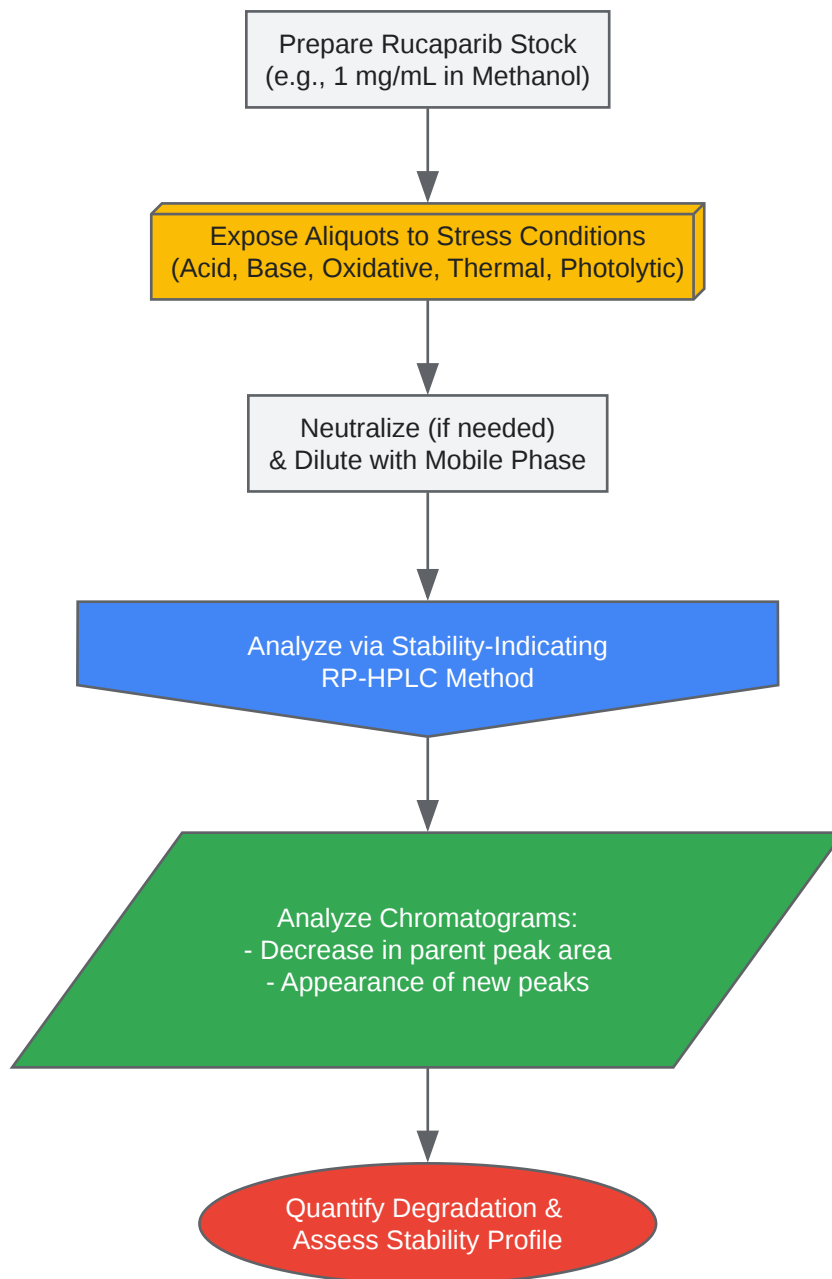 Prepare Rucaparib Stock
(e.g., 1 mg/mL in Methanol)
Expose Aliquots to Stress Conditions
(Acid, Base, Oxidative, Thermal, Photolytic)
Neutralize (if needed)
& Dilute with Mobile Phase
Analyze via Stability-Indicating
RP-HPLC Method
Analyze Chromatograms:
- Decrease in parent peak area
- Appearance of new peaks
Quantify Degradation &
Assess Stability Profile